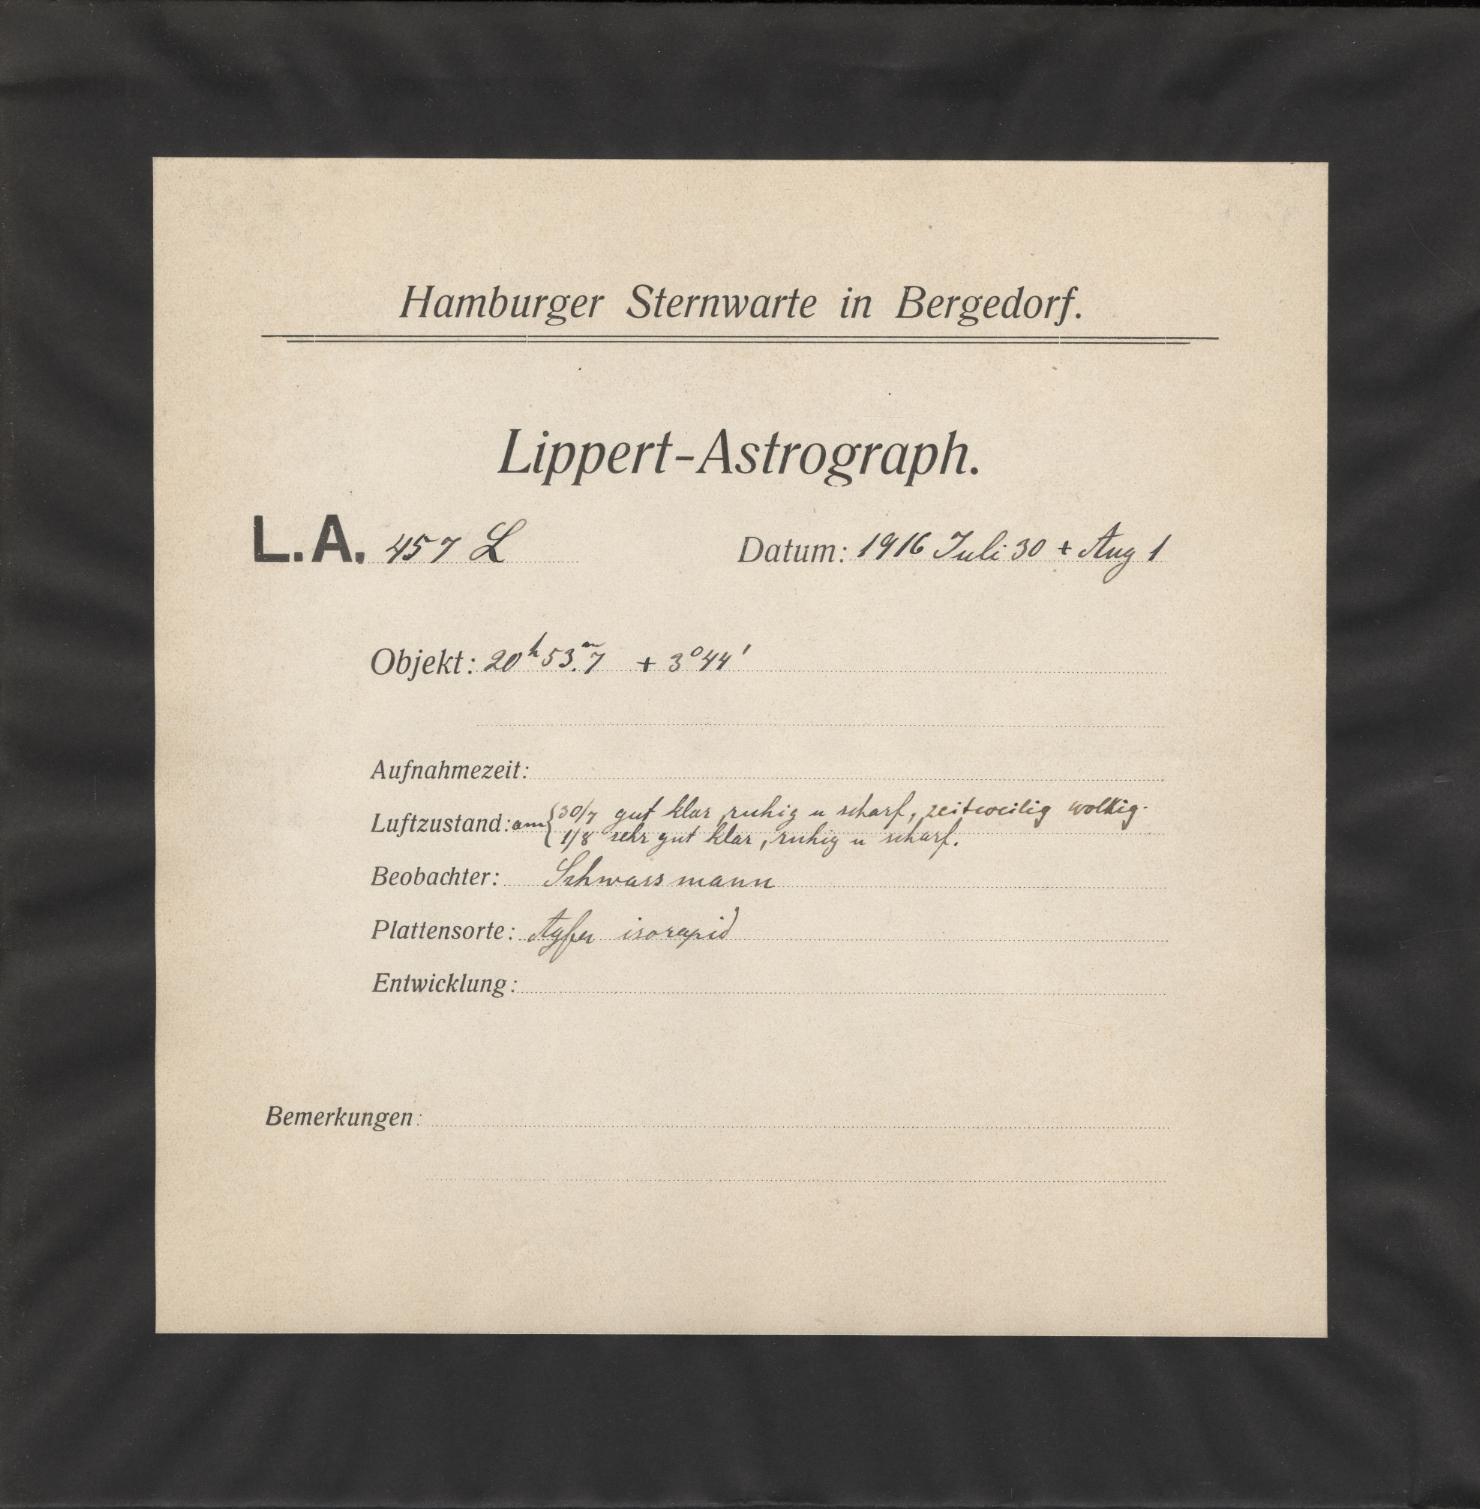 Hamburger Sternwarte in Bergedorf.
Lippert-Astrograph.
L.A. 457 L Datum: 1916 Juli 30 + Aug 1
Objekt: 20ʰ 53.ᵐ7 + 3°44'
Aufnahmezeit:
Luftzustand: am { 30/7 gut klar, ruhig u scharf, zeitweilig wolkig.
1/8 sehr gut klar, ruhig u scharf.
Beobachter: Schwassmann
Plattensorte: Agfa isorapid
Entwicklung:
Bemerkungen: